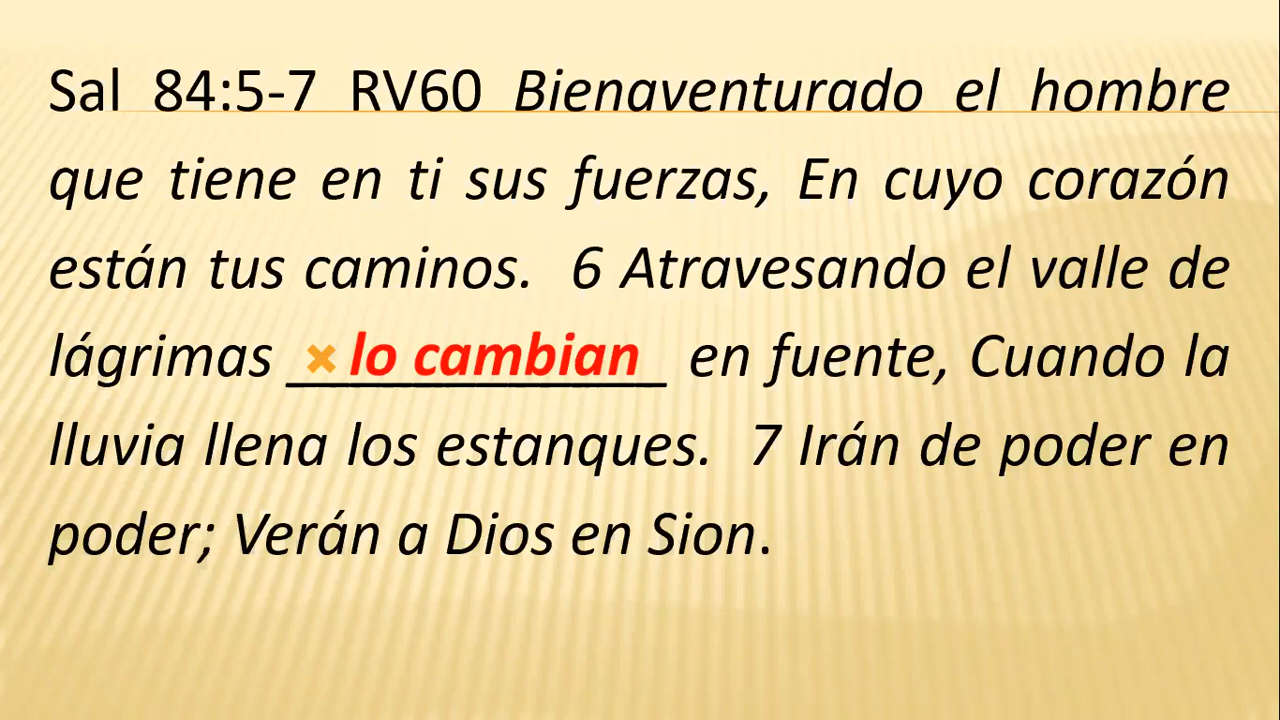 Sal 84:5-7 RV60 Bienaventurado el hombre
que tiene en ti sus fuerzas, En cuyo corazón
están tus caminos. 6 Atravesando el valle de
lágrimas lo cambian en fuente, Cuando la
lluvia llena los estanques. 7 Irán de poder en
poder; Verán a Dios en Sion.